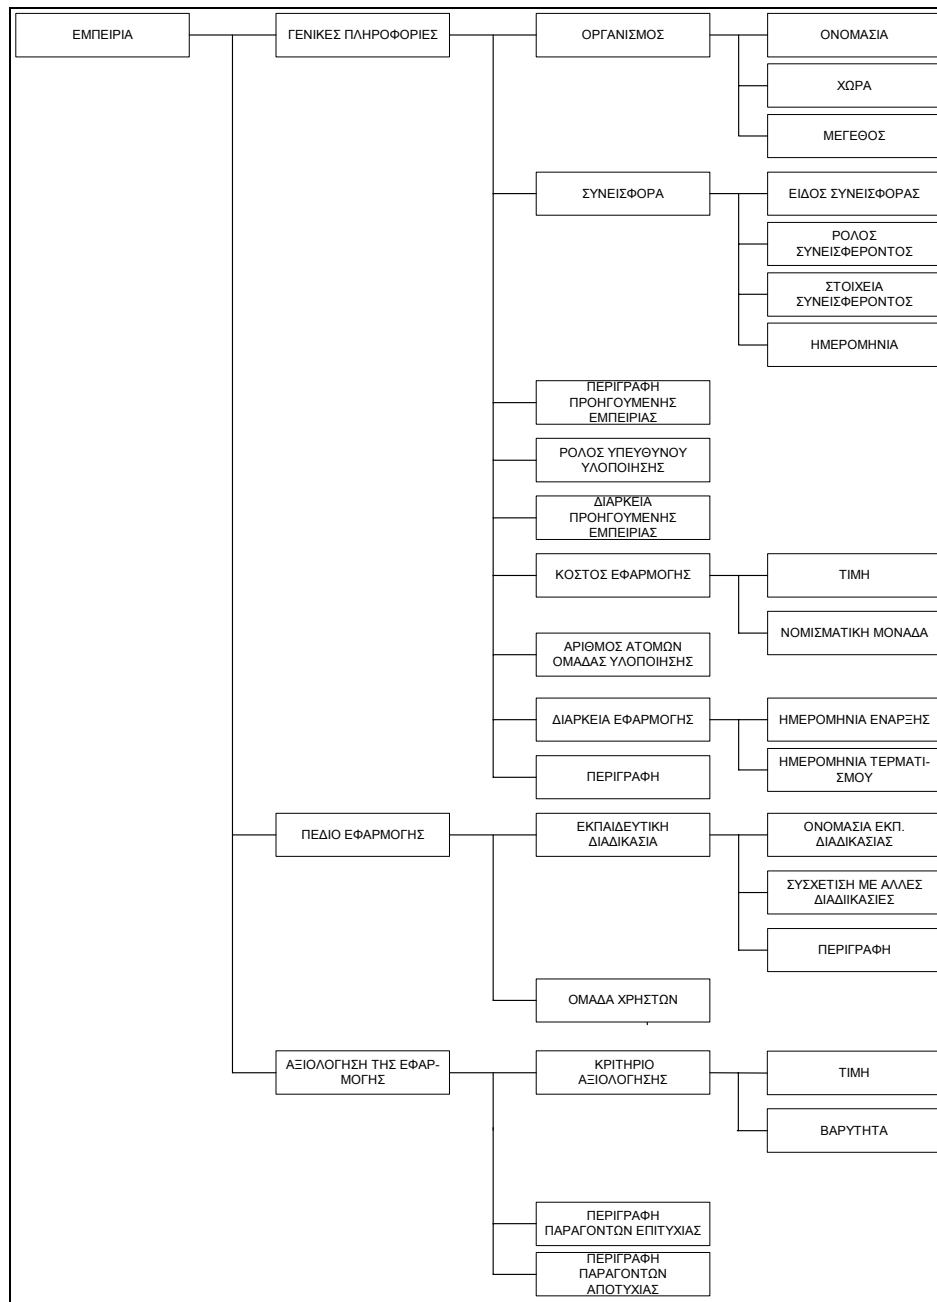 ΕΜΠΕΙΡΙΑ
ΓΕΝΙΚΕΣ ΠΛΗΡΟΦΟΡΙΕΣ
ΟΡΓΑΝΙΣΜΟΣ
ΟΝΟΜΑΣΙΑ
ΧΩΡΑ
ΜΕΓΕΘΟΣ
ΣΥΝΕΙΣΦΟΡΑ
ΕΙΔΟΣ ΣΥΝΕΙΣΦΟΡΑΣ
ΡΟΛΟΣ
ΣΥΝΕΙΣΦΕΡΟΝΤΟΣ
ΣΤΟΙΧΕΙΑ
ΣΥΝΕΙΣΦΕΡΟΝΤΟΣ
ΗΜΕΡΟΜΗΝΙΑ
ΠΕΡΙΓΡΑΦΗ
ΠΡΟΗΓΟΥΜΕΝΗΣ
ΕΜΠΕΙΡΙΑΣ
ΡΟΛΟΣ ΥΠΕΥΘΥΝΟΥ
ΥΛΟΠΟΙΗΣΗΣ
ΔΙΑΡΚΕΙΑ
ΠΡΟΗΓΟΥΜΕΝΗΣ
ΕΜΠΕΙΡΙΑΣ
ΚΟΣΤΟΣ ΕΦΑΡΜΟΓΗΣ
ΤΙΜΗ
ΝΟΜΙΣΜΑΤΙΚΗ ΜΟΝΑΔΑ
ΑΡΙΘΜΟΣ ΑΤΟΜΩΝ
ΟΜΑΔΑΣ ΥΛΟΠΟΙΗΣΗΣ
ΔΙΑΡΚΕΙΑ ΕΦΑΡΜΟΓΗΣ
ΗΜΕΡΟΜΗΝΙΑ ΕΝΑΡΞΗΣ
ΗΜΕΡΟΜΗΝΙΑ ΤΕΡΜΑΤΙ-
ΣΜΟΥ
ΠΕΡΙΓΡΑΦΗ
ΠΕΔΙΟ ΕΦΑΡΜΟΓΗΣ
ΕΚΠΑΙΔΕΥΤΙΚΗ
ΔΙΑΔΙΚΑΣΙΑ
ΟΝΟΜΑΣΙΑ ΕΚΠ.
ΔΙΑΔΙΚΑΣΙΑΣ
ΣΥΣΧΕΤΙΣΗ ΜΕ ΑΛΛΕΣ
ΔΙΑΔΙΙΚΑΣΙΕΣ
ΠΕΡΙΓΡΑΦΗ
ΟΜΑΔΑ ΧΡΗΣΤΩΝ
ΑΞΙΟΛΟΓΗΣΗ ΤΗΣ ΕΦΑΡ-
ΜΟΓΗΣ
ΚΡΙΤΗΡΙΟ
ΑΞΙΟΛΟΓΗΣΗΣ
ΤΙΜΗ
ΒΑΡΥΤΗΤΑ
ΠΕΡΙΓΡΑΦΗ
ΠΑΡΑΓΟΝΤΩΝ ΕΠΙΤΥΧΙΑΣ
ΠΕΡΙΓΡΑΦΗ
ΠΑΡΑΓΟΝΤΩΝ
ΑΠΟΤΥΧΙΑΣ